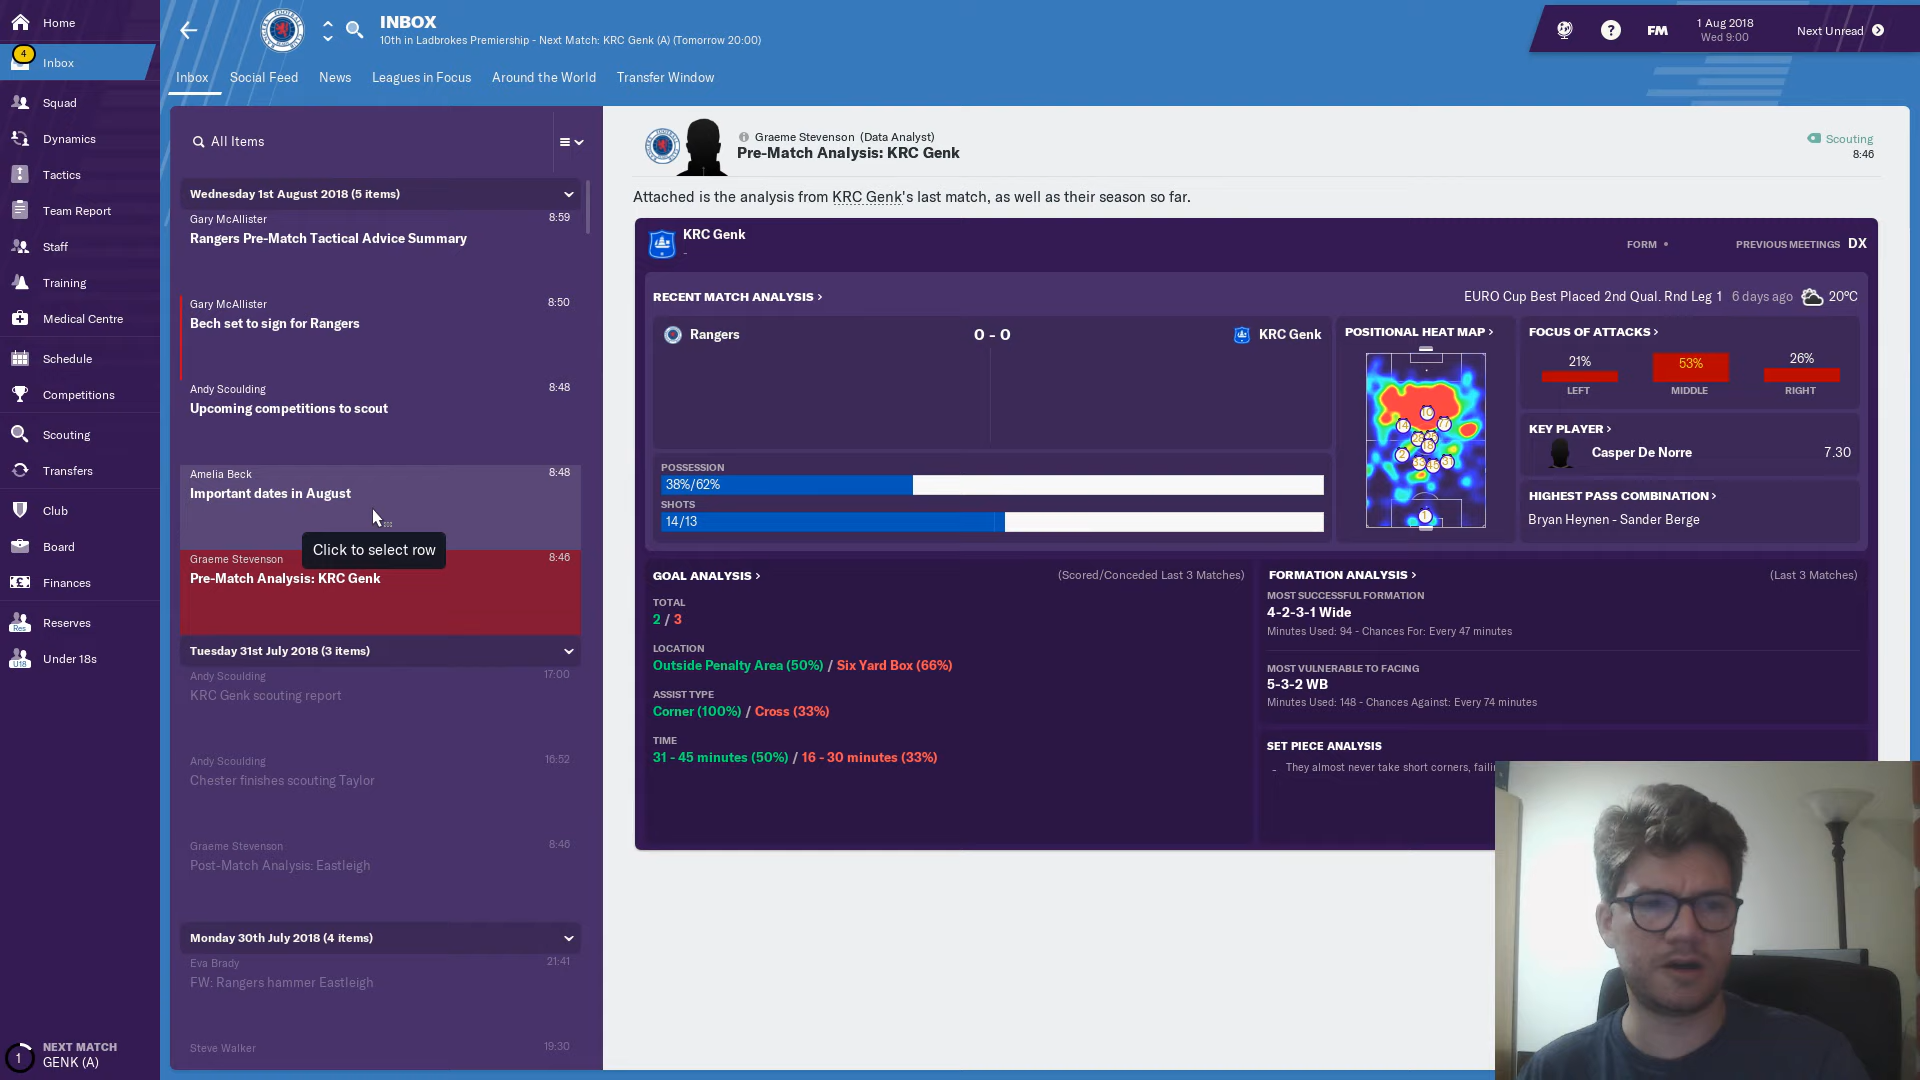 Home
4
Inbox
Squad
Dynamics
Tactics
Team Report
Staff
Training
Medical Centre
Schedule
Competitions
Scouting
Transfers
Club
Board
Finances
Res
Reserves
U18
Under 18s
1
NEXT MATCH
GENK (A)
INBOX
10th in Ladbrokes Premiership - Next Match: KRC Genk (A) (Tomorrow 20:00)
?
FM
1 Aug 2018
Wed 9:00
Next Unread
Inbox
Social Feed
News
Leagues in Focus
Around the World
Transfer Window
All Items
Wednesday 1st August 2018 (5 items)
Gary McAllister 8:59
Rangers Pre-Match Tactical Advice Summary
Gary McAllister 8:50
Bech set to sign for Rangers
Andy Scoulding 8:48
Upcoming competitions to scout
Amelia Beck 8:48
Important dates in August
Click to select row
Graeme Stevenson 8:46
Pre-Match Analysis: KRC Genk
Tuesday 31st July 2018 (3 items)
Andy Scoulding 17:00
KRC Genk scouting report
Andy Scoulding 16:52
Chester finishes scouting Taylor
Graeme Stevenson 8:46
Post-Match Analysis: Eastleigh
Monday 30th July 2018 (4 items)
Eva Brady 21:41
FW: Rangers hammer Eastleigh
Steve Walker 19:30
Graeme Stevenson (Data Analyst)
Pre-Match Analysis: KRC Genk
Scouting
8:46
Attached is the analysis from KRC Genk's last match, as well as their season so far.
KRC Genk
-
FORM
PREVIOUS MEETINGS DX
RECENT MATCH ANALYSIS >
EURO Cup Best Placed 2nd Qual. Rnd Leg 1 6 days ago 20°C
Rangers 0 - 0 KRC Genk
POSSESSION
38%/62%
SHOTS
14/13
POSITIONAL HEAT MAP >
10
14
77
2
31
1
FOCUS OF ATTACKS >
21% 53% 26%
LEFT MIDDLE RIGHT
KEY PLAYER >
Casper De Norre 7.30
HIGHEST PASS COMBINATION >
Bryan Heynen - Sander Berge
GOAL ANALYSIS > (Scored/Conceded Last 3 Matches)
TOTAL
2 / 3
LOCATION
Outside Penalty Area (50%) / Six Yard Box (66%)
ASSIST TYPE
Corner (100%) / Cross (33%)
TIME
31 - 45 minutes (50%) / 16 - 30 minutes (33%)
FORMATION ANALYSIS > (Last 3 Matches)
MOST SUCCESSFUL FORMATION
4-2-3-1 Wide
Minutes Used: 94 - Chances For: Every 47 minutes
MOST VULNERABLE TO FACING
5-3-2 WB
Minutes Used: 148 - Chances Against: Every 74 minutes
SET PIECE ANALYSIS
- They almost never take short corners,